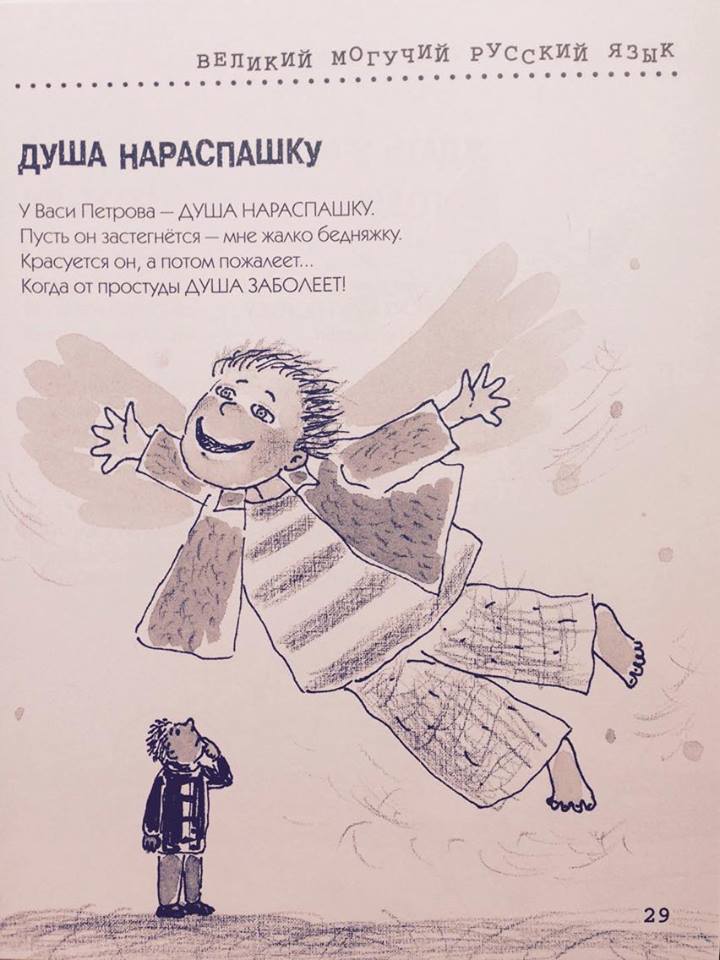 ВЕЛИКИЙ МОГУЧИЙ РУССКИЙ ЯЗЫК
ДУША НАРАСПАШКУ
У Васи Петрова – ДУША НАРАСПАШКУ.
Пусть он застегнётся – мне жалко бедняжку.
Красуется он, а потом пожалеет...
Когда от простуды ДУША ЗАБОЛЕЕТ!
29